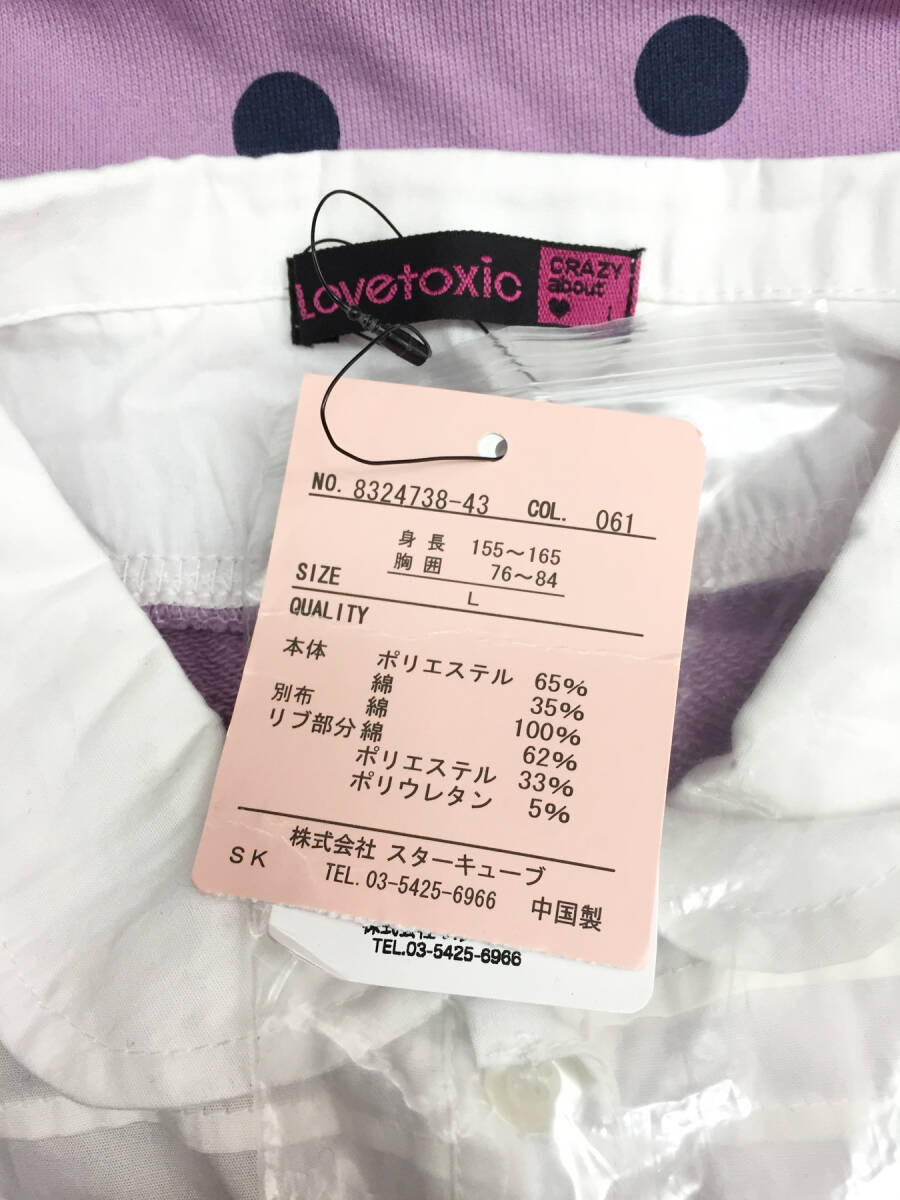 Lovetoxic
CRAZY
about
NO. 8324738-43 COL. 061
身長 155～165
胸囲 76～84
SIZE L
QUALITY
本体 ポリエステル 65%
綿 35%
別布 綿 100%
リブ部分 綿 62%
ポリエステル 33%
ポリウレタン 5%
株式会社 スターキューブ
SK TEL. 03-5425-6966 中国製
株式会社
TEL.03-5425-6966